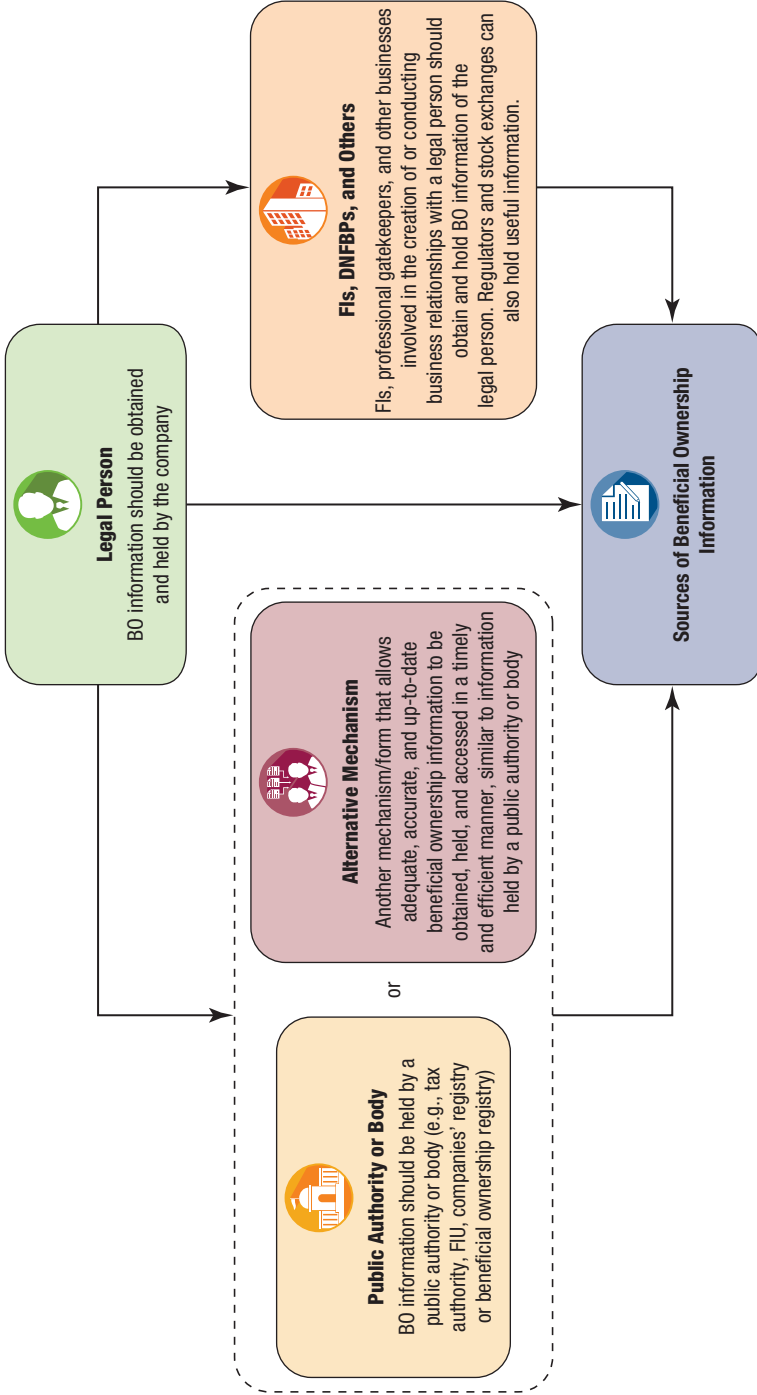 Legal Person
BO information should be obtained
and held by the company
Public Authority or Body
BO information should be held by a
public authority or body (e.g., tax
authority, FIU, companies’ registry
or beneficial ownership registry)
or
Alternative Mechanism
Another mechanism/form that allows
adequate, accurate, and up-to-date
beneficial ownership information to be
obtained, held, and accessed in a timely
and efficient manner, similar to information
held by a public authority or body
FIs, DNFBPs, and Others
FIs, professional gatekeepers, and other businesses
involved in the creation of or conducting
business relationships with a legal person should
obtain and hold BO information of the
legal person. Regulators and stock exchanges can
also hold useful information.
Sources of Beneficial Ownership
Information